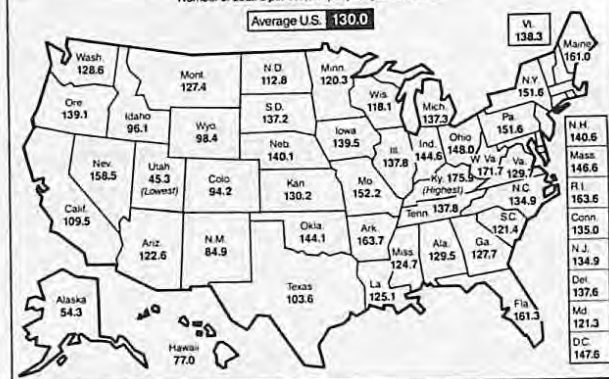 Average U.S. 130.0
Vt.
138.3
Wash.
128.6
Mont.
127.4
N.D.
112.8
Minn.
120.3
Maine
161.0
N.Y.
151.6
Wis.
118.1
Mich.
137.3
Ore
139.1
Idaho
96.1
S.D.
137.2
Wyo.
98.4
Iowa
139.5
Neb.
140.1
Pa.
151.6
Ill.
137.8
Ind.
144.6
Ohio
148.0
W. Va.
171.7
Va.
129.7
Nev.
158.5
Utah
45.3
(Lowest)
Colo.
94.2
Kan.
130.2
Mo.
152.2
Ky. 175.9
(Highest)
Calif.
109.5
Tenn. 137.8
N.C.
134.9
S.C.
121.4
Ariz.
122.6
N.M.
84.9
Okla.
144.1
Ark.
163.7
Miss.
124.7
Ala.
129.5
Ga.
127.7
Texas
103.6
La.
125.1
Fla.
161.3
Alaska
54.3
Hawaii
77.0
N.H.
140.6
Mass.
146.6
R.I.
163.6
Conn.
135.0
N.J.
134.9
Del.
137.6
Md.
121.3
D.C.
147.6